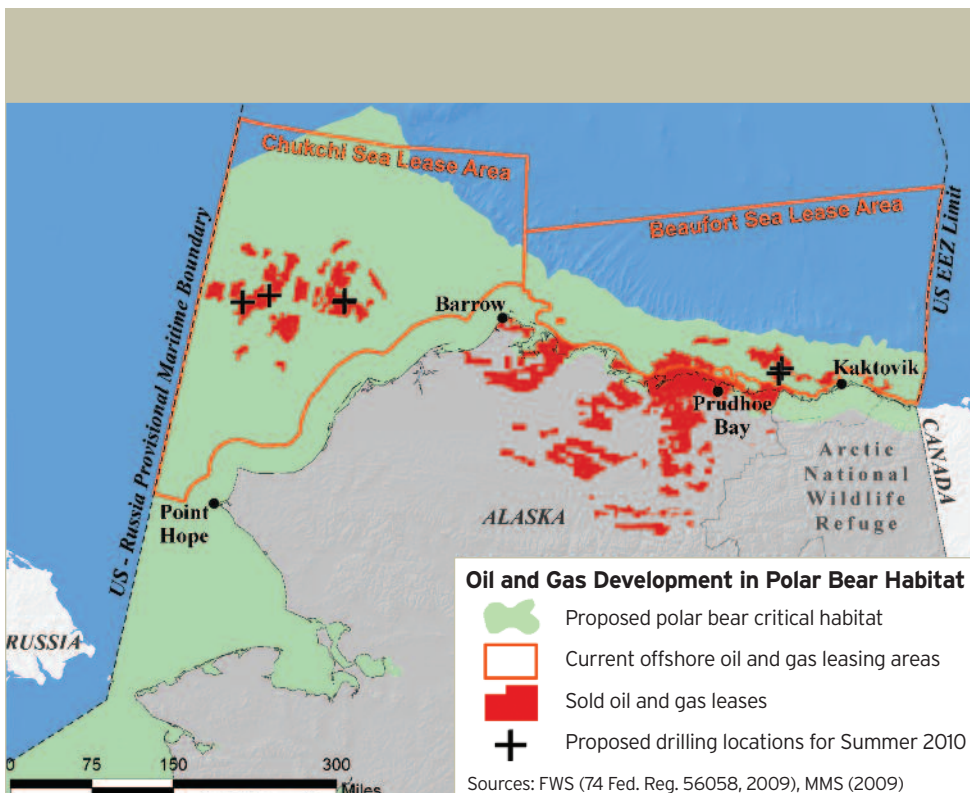 Chukchi Sea Lease Area
Beaufort Sea Lease Area
US - Russia Provisional Maritime Boundary
US EEZ Limit
Barrow
Kaktovik
Prudhoe
Bay
CANADA
Arctic
National
Wildlife
Refuge
Point
Hope
ALASKA
RUSSIA
Oil and Gas Development in Polar Bear Habitat
Proposed polar bear critical habitat
Current offshore oil and gas leasing areas
Sold oil and gas leases
Proposed drilling locations for Summer 2010
Sources: FWS (74 Fed. Reg. 56058, 2009), MMS (2009)
0 75 150 300
Miles